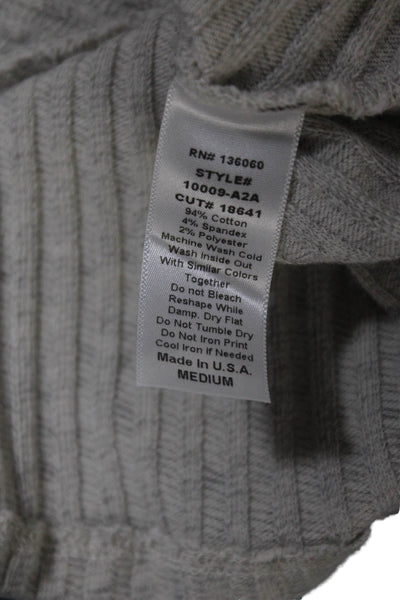 RN# 136060
STYLE#
10009-A2A
CUT# 18641
94% Cotton
4% Spandex
2% Polyester
Machine Wash Cold
Wash Inside Out
With Similar Colors
Together
Do not Bleach
Reshape While
Damp. Dry Flat
Do Not Tumble Dry
Do Not Iron Print
Cool Iron if Needed
Made in U.S.A.
MEDIUM